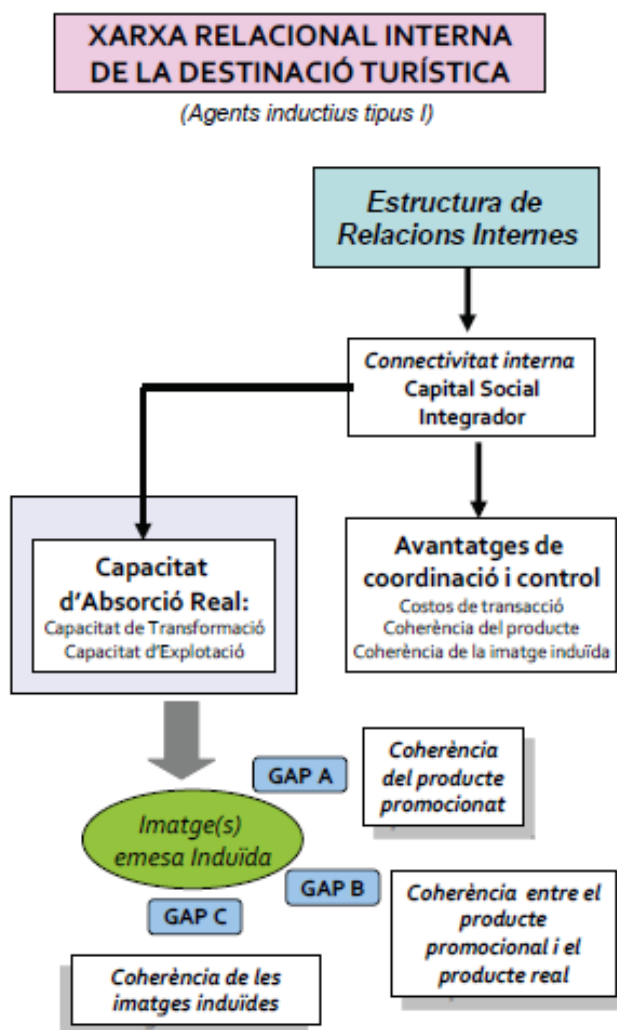 XARXA RELACIONAL INTERNA
DE LA DESTINACIÓ TURÍSTICA
(Agents inductius tipus I)
Estructura de
Relacions Internes
Connectivitat interna
Capital Social
Integrador
Capacitat
d'Absorció Real:
Capacitat de Transformació
Capacitat d'Explotació
Avantatges de
coordinació i control
Costos de transacció
Coherència del producte
Coherència de la imatge induïda
GAP A
Coherència
del producte
promocionat
Imatge(s)
emesa Induïda
GAP B
Coherència entre el
producte
promocional i el
producte real
GAP C
Coherència de les
imatges induïdes